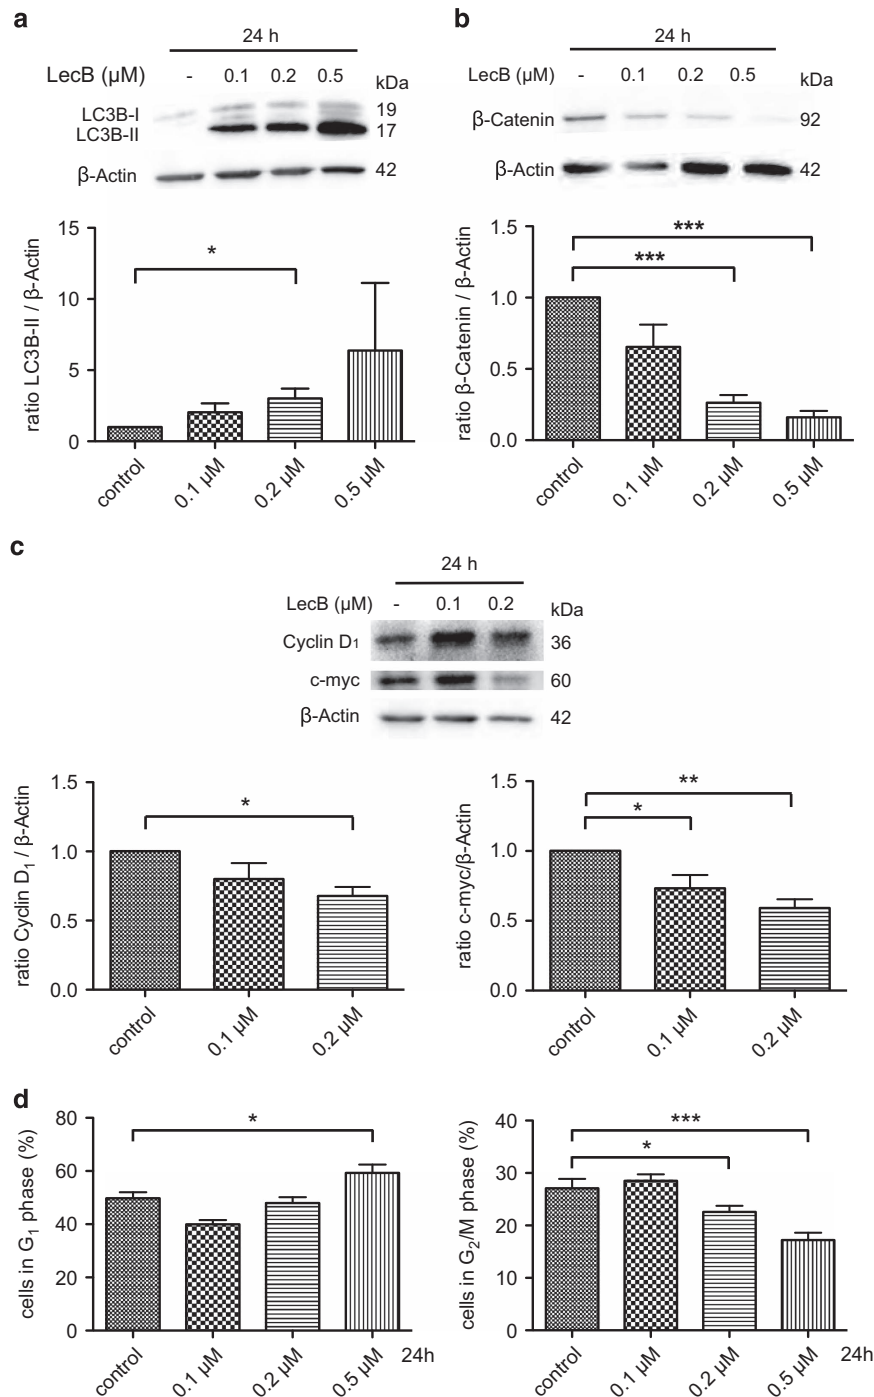 a
24 h
LecB (μM) - 0.1 0.2 0.5 kDa
LC3B-I 19
LC3B-II 17
β-Actin 42
ratio LC3B-II / β-Actin
15
10
5
0
*
control 0.1 μM 0.2 μM 0.5 μM
b
24 h
LecB (μM) - 0.1 0.2 0.5 kDa
β-Catenin 92
β-Actin 42
ratio β-Catenin / β-Actin
1.5
1.0
0.5
0.0
***
***
control 0.1 μM 0.2 μM 0.5 μM
c
24 h
LecB (μM) - 0.1 0.2 kDa
Cyclin D1 36
c-myc 60
β-Actin 42
ratio Cyclin D1 / β-Actin
1.5
1.0
0.5
0.0
*
control 0.1 μM 0.2 μM
ratio c-myc/β-Actin
1.5
1.0
0.5
0.0
**
*
control 0.1 μM 0.2 μM
d
cells in G1 phase (%)
80
60
40
20
0
*
control 0.1 μM 0.2 μM 0.5 μM 24h
cells in G2/M phase (%)
40
30
20
10
0
***
*
control 0.1 μM 0.2 μM 0.5 μM 24h